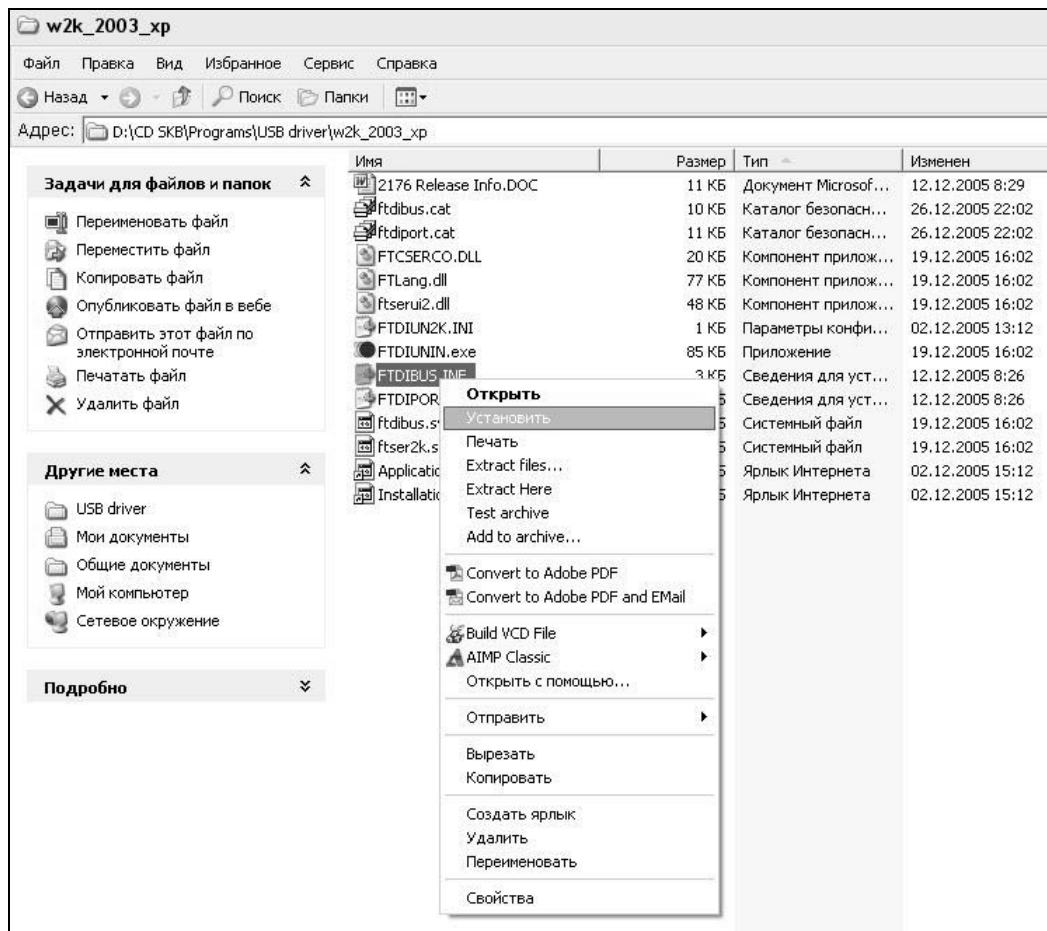 w2k_2003_xp
Файл Правка Вид Избранное Сервис Справка
Назад Поиск Папки
Адрес: D:\CD SKB\Programs\USB driver\w2k_2003_xp
Задачи для файлов и папок
Переименовать файл
Переместить файл
Копировать файл
Опубликовать файл в вебе
Отправить этот файл по
электронной почте
Печатать файл
Удалить файл
Другие места
USB driver
Мои документы
Общие документы
Мой компьютер
Сетевое окружение
Подробно
Имя Размер Тип Изменен
2176 Release Info.DOC 11 КБ Документ Microsof... 12.12.2005 8:29
ftdibus.cat 10 КБ Каталог безопасн... 26.12.2005 22:02
ftdiport.cat 11 КБ Каталог безопасн... 26.12.2005 22:02
FTCSERCO.DLL 20 КБ Компонент прилож... 19.12.2005 16:02
FTLang.dll 77 КБ Компонент прилож... 19.12.2005 16:02
ftserui2.dll 48 КБ Компонент прилож... 19.12.2005 16:02
FTDIUN2K.INI 1 КБ Параметры конфи... 02.12.2005 13:12
FTDIUNIN.exe 85 КБ Приложение 19.12.2005 16:02
FTDIBUS.INF 3 КБ Сведения для уст... 12.12.2005 8:26
FTDIPOR Сведения для уст... 12.12.2005 8:26
ftdibus.s Системный файл 19.12.2005 16:02
ftser2k.s Системный файл 19.12.2005 16:02
Applicatio Ярлык Интернета 02.12.2005 15:12
Installatio Ярлык Интернета 02.12.2005 15:12
Открыть
Установить
Печать
Extract files...
Extract Here
Test archive
Add to archive...
Convert to Adobe PDF
Convert to Adobe PDF and EMail
Build VCD File
AIMP Classic
Открыть с помощью...
Отправить
Вырезать
Копировать
Создать ярлык
Удалить
Переименовать
Свойства